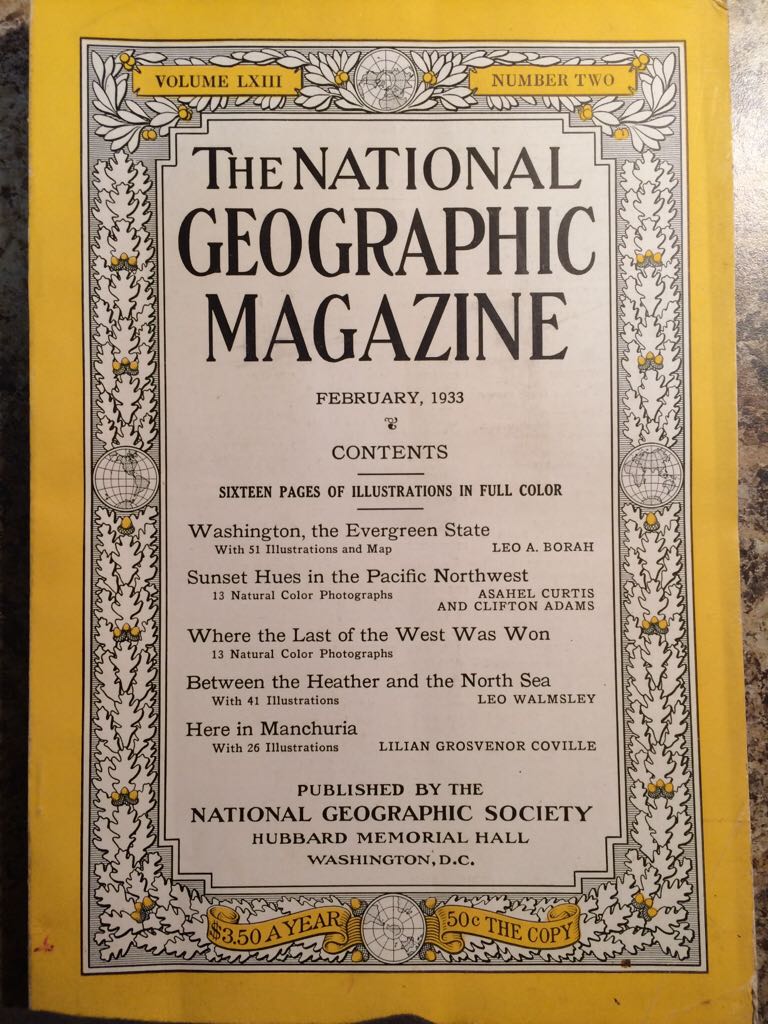 VOLUME LXIII
NUMBER TWO
THE NATIONAL
GEOGRAPHIC
MAGAZINE
FEBRUARY, 1933
CONTENTS
SIXTEEN PAGES OF ILLUSTRATIONS IN FULL COLOR
Washington, the Evergreen State
With 51 Illustrations and Map LEO A. BORAH
Sunset Hues in the Pacific Northwest
13 Natural Color Photographs ASAHEL CURTIS
AND CLIFTON ADAMS
Where the Last of the West Was Won
13 Natural Color Photographs
Between the Heather and the North Sea
With 41 Illustrations LEO WALMSLEY
Here in Manchuria
With 26 Illustrations LILIAN GROSVENOR COVILLE
PUBLISHED BY THE
NATIONAL GEOGRAPHIC SOCIETY
HUBBARD MEMORIAL HALL
WASHINGTON, D.C.
$3.50 A YEAR
50c THE COPY